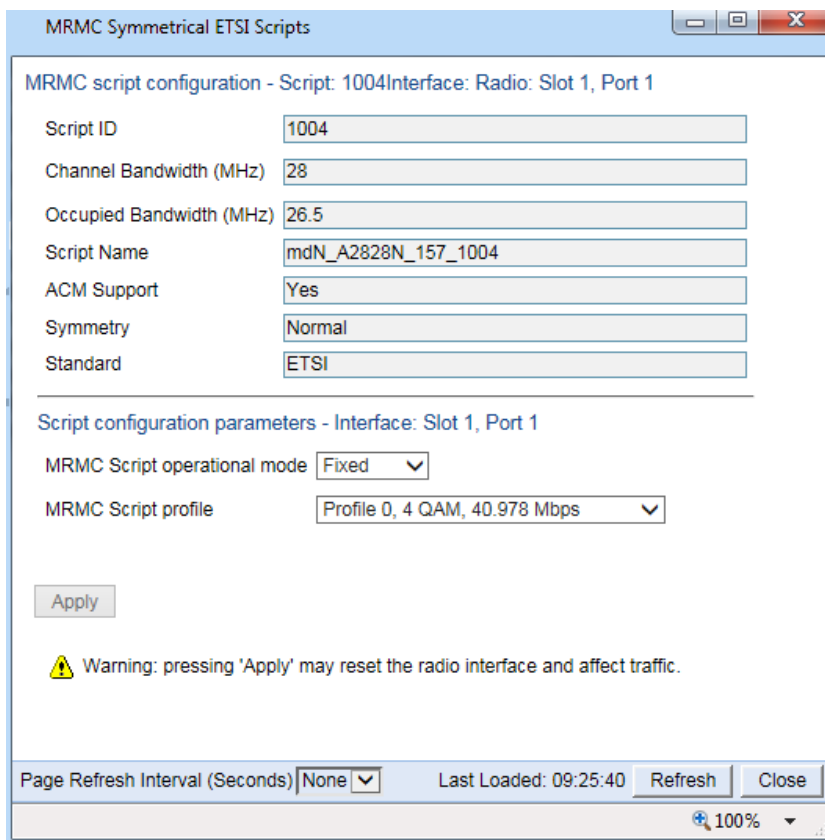 MRMC Symmetrical ETSI Scripts
MRMC script configuration - Script: 1004Interface: Radio: Slot 1, Port 1
Script ID 1004
Channel Bandwidth (MHz) 28
Occupied Bandwidth (MHz) 26.5
Script Name mdN_A2828N_157_1004
ACM Support Yes
Symmetry Normal
Standard ETSI
Script configuration parameters - Interface: Slot 1, Port 1
MRMC Script operational mode Fixed
MRMC Script profile Profile 0, 4 QAM, 40.978 Mbps
Apply
Warning: pressing 'Apply' may reset the radio interface and affect traffic.
Page Refresh Interval (Seconds) None Last Loaded: 09:25:40 Refresh Close
100%